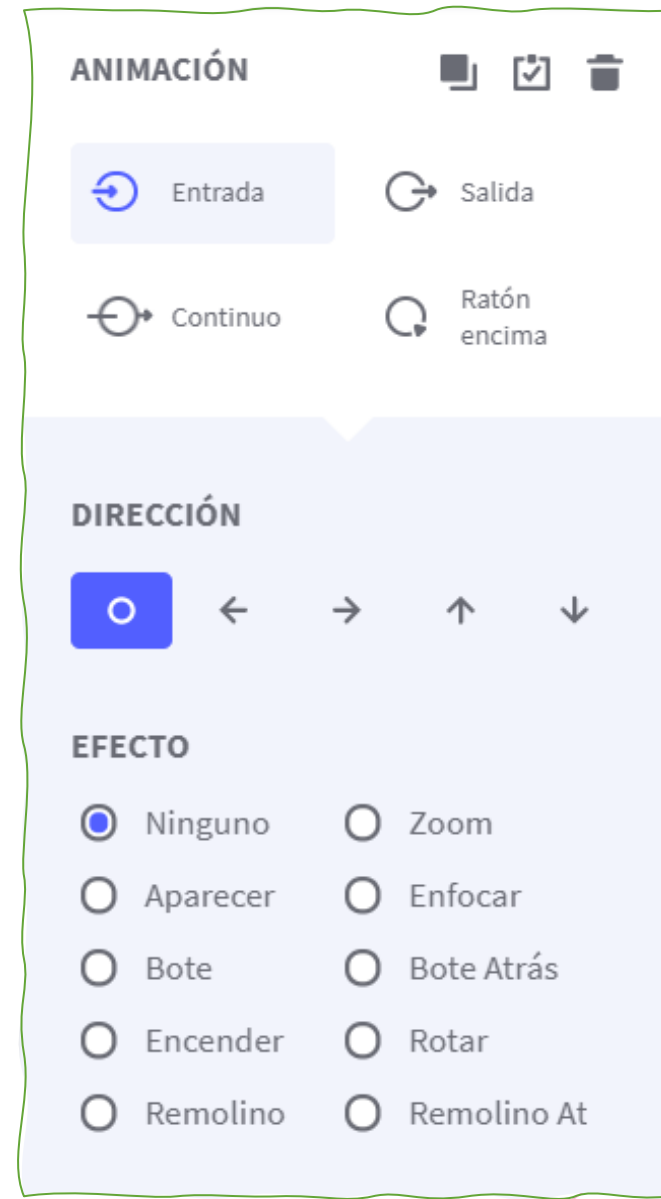 ANIMACIÓN
Entrada
Salida
Continuo
Ratón
encima
DIRECCIÓN
EFECTO
Ninguno
Zoom
Aparecer
Enfocar
Bote
Bote Atrás
Encender
Rotar
Remolino
Remolino At